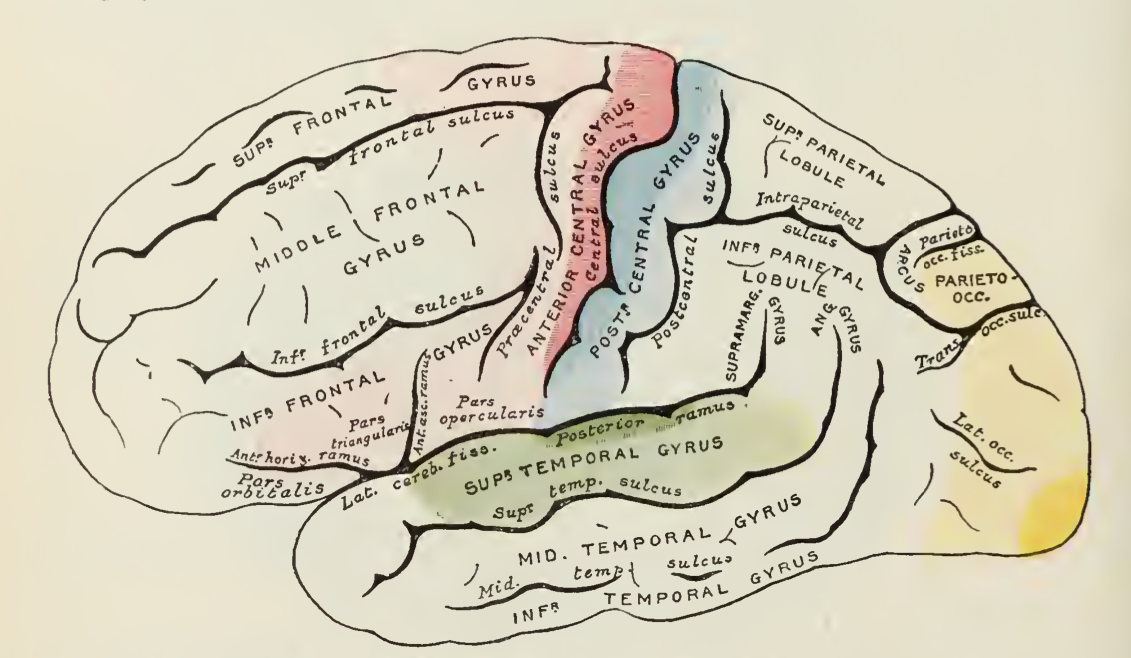 SUPR FRONTAL GYRUS
Supr frontal sulcus
MIDDLE FRONTAL
GYRUS
Infr frontal sulcus
INFR FRONTAL GYRUS
Pars
triangularis
Ant. asc. ramus
Pars
opercularis
Antr horiz. ramus
Pars
orbitalis
Præcentral sulcus
ANTERIOR CENTRAL GYRUS
Central sulcus
POSTR CENTRAL GYRUS
Postcentral sulcus
SUPR PARIETAL
LOBULE
Intraparietal
sulcus
INFR PARIETAL
LOBULE
SUPRAMARG. GYRUS
ANG GYRUS
ARCUS
Parieto
occ. fiss.
PARIETO-
OCC.
Trans. occ. sulc.
Lat. occ.
sulcus
Lat. cereb. fiss.
Posterior ramus.
SUPR TEMPORAL GYRUS
Supr temp. sulcus
MID. TEMPORAL GYRUS
Mid. temp. sulcus
INFR TEMPORAL GYRUS